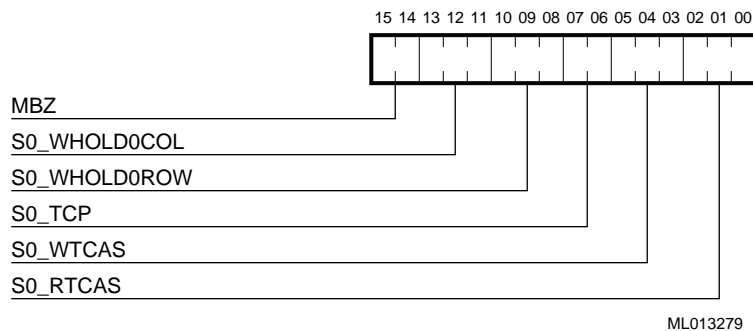 15 14 13 12 11 10 09 08 07 06 05 04 03 02 01 00
MBZ
S0_WHOLD0COL
S0_WHOLD0ROW
S0_TCP
S0_WTCAS
S0_RTCAS
ML013279